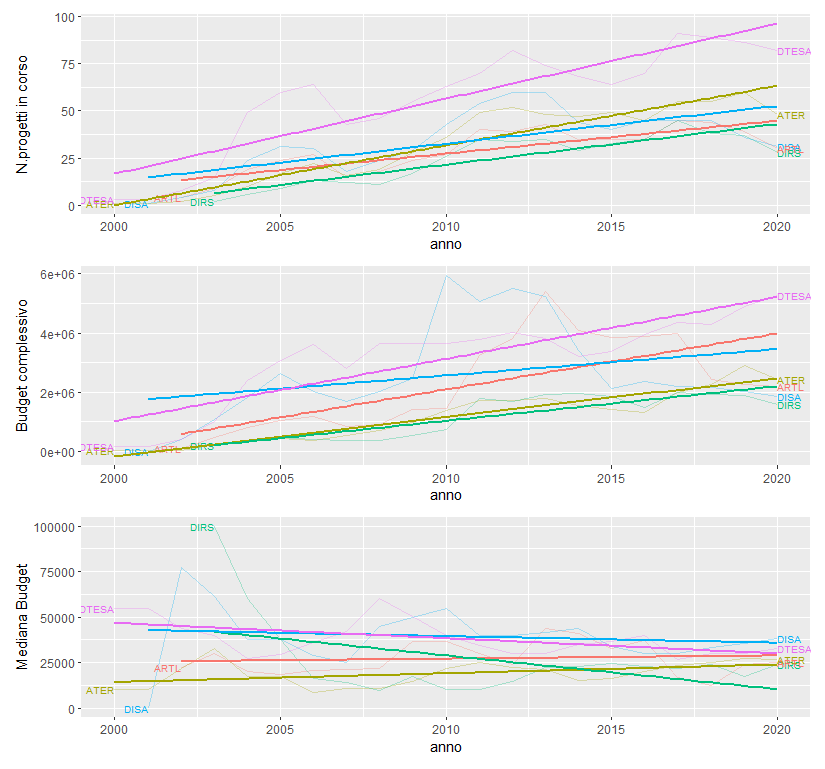 N.progetti in corso
100
75
50
25
0
DTESA
ATER
DISA
ARTL
DIRS
DTESA
ATER
DISA
DIRS
2000
2005
2010
2015
2020
anno
Budget complessivo
6e+06
4e+06
2e+06
0e+00
DTESA
ATER
DISA
ARTL
DIRS
DTESA
ATER
ARTL
DISA
DIRS
2000
2005
2010
2015
2020
anno
Mediana Budget
100000
75000
50000
25000
0
DIRS
DTESA
ARTL
ATER
DISA
DISA
DTESA
ATER
2000
2005
2010
2015
2020
anno